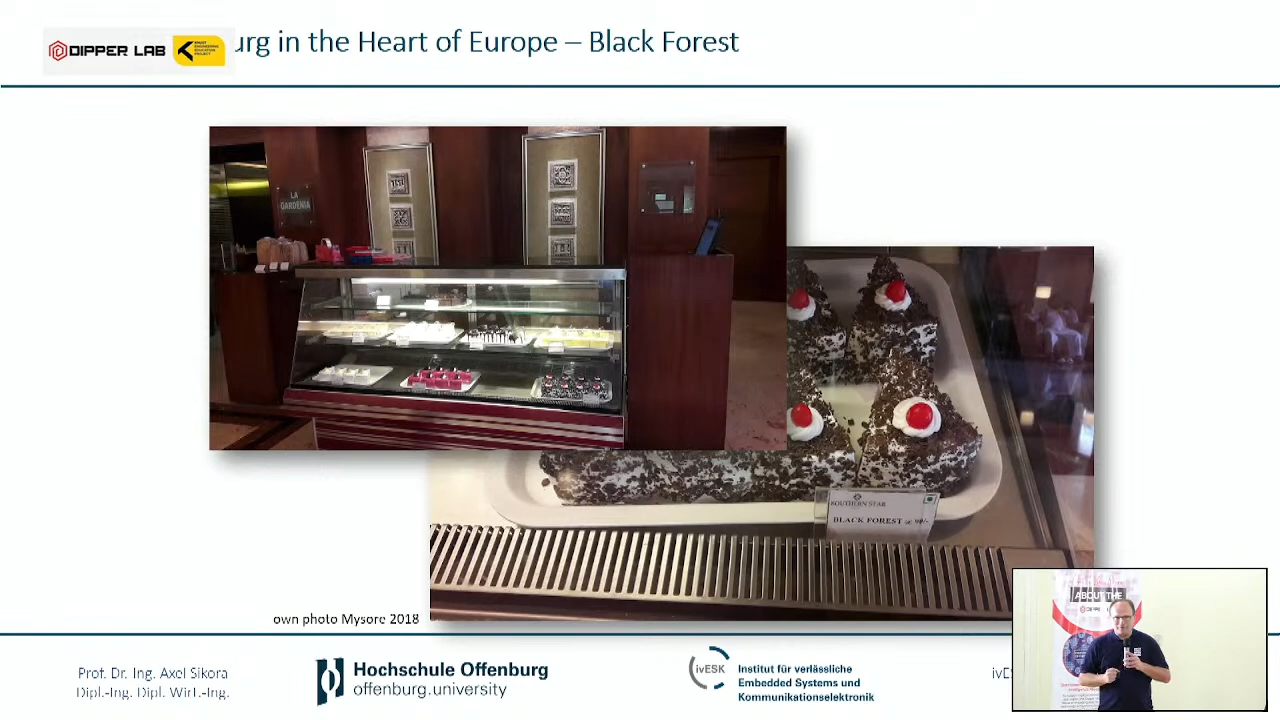 DIPPER LAB
urg in the Heart of Europe – Black Forest
LA
GARDENIA
SOUTHERN STAR
BLACK FOREST @ 90/-
own photo Mysore 2018
ABOUT THE
Prof. Dr. Ing. Axel Sikora
Dipl.-Ing. Dipl. Wirt.-Ing.
Hochschule Offenburg
offenburg.university
ivESK
Institut für verlässliche
Embedded Systems und
Kommunikationselektronik
ivES